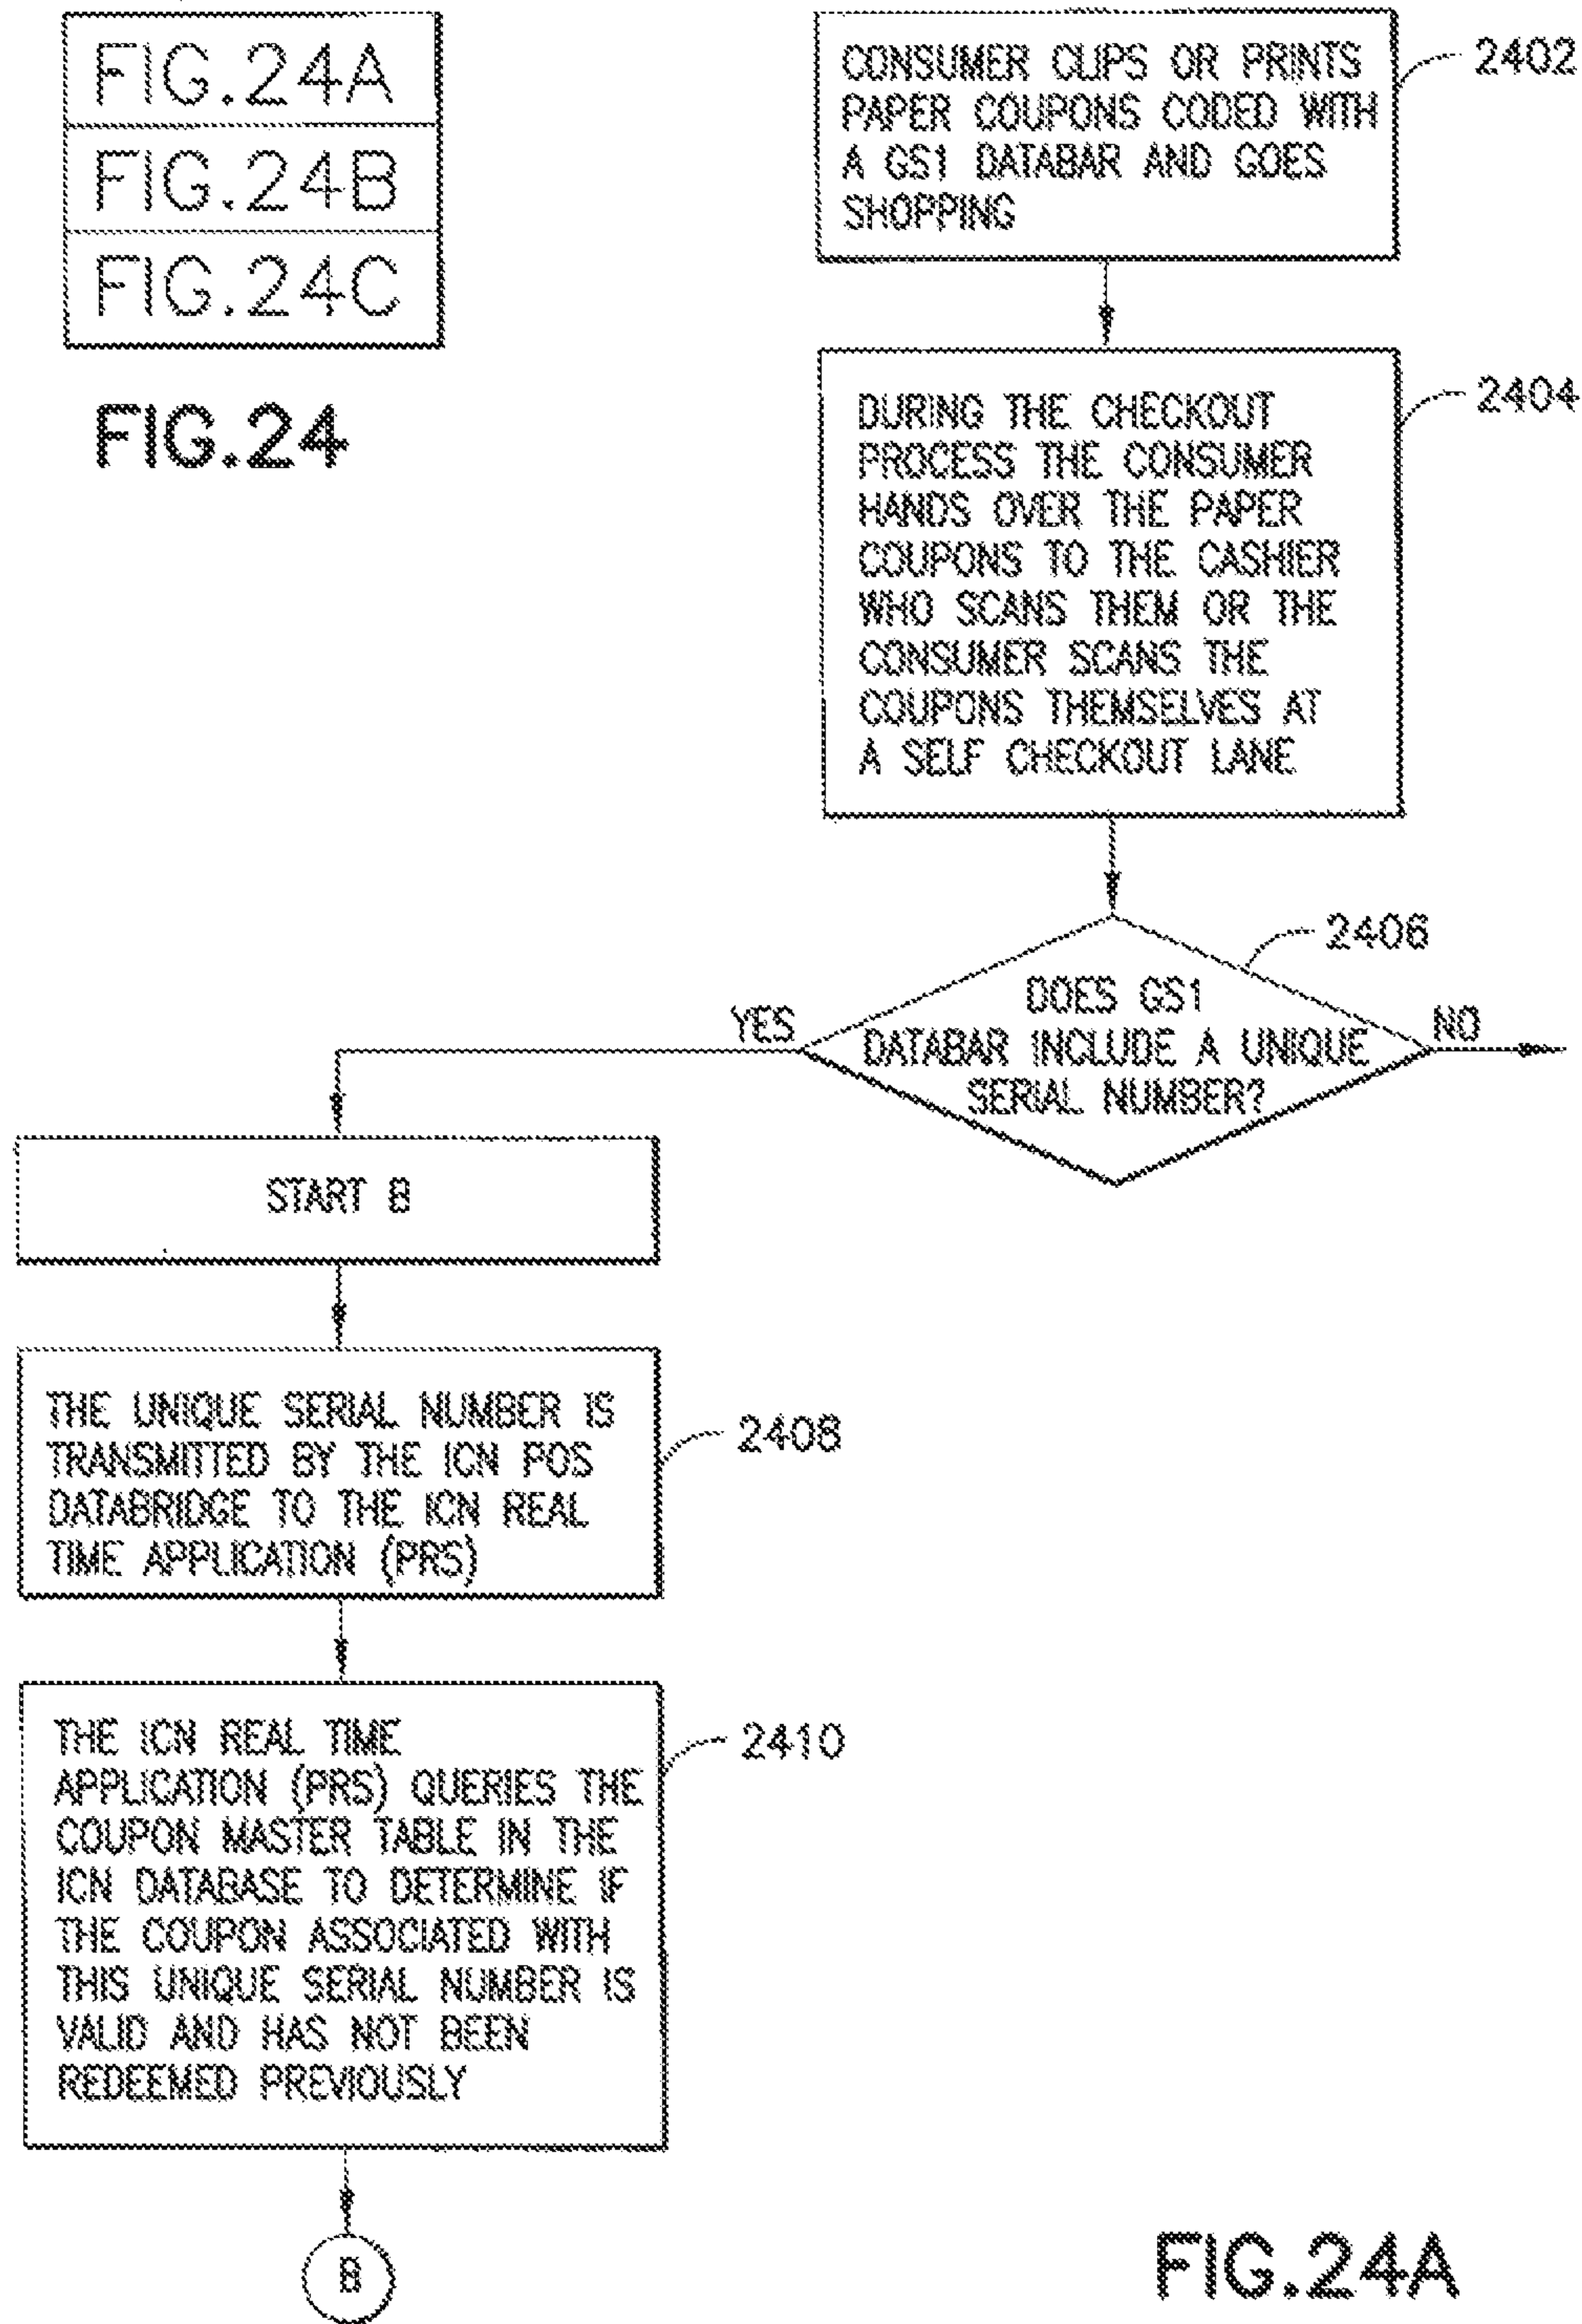 FIG.24A
FIG.24B
FIG.24C
FIG.24
CONSUMER CLIPS OR PRINTS
PAPER COUPONS CODED WITH
A GS1 DATABAR AND GOES
SHOPPING
2402
DURING THE CHECKOUT
PROCESS THE CONSUMER
HANDS OVER THE PAPER
COUPONS TO THE CASHIER
WHO SCANS THEM OR THE
CONSUMER SCANS THE
COUPONS THEMSELVES AT
A SELF CHECKOUT LANE
2404
DOES GS1
DATABAR INCLUDE A UNIQUE
SERIAL NUMBER?
2406
YES
NO
START B
THE UNIQUE SERIAL NUMBER IS
TRANSMITTED BY THE ICN POS
DATABRIDGE TO THE ICN REAL
TIME APPLICATION (PRS)
2408
THE ICN REAL TIME
APPLICATION (PRS) QUERIES THE
COUPON MASTER TABLE IN THE
ICN DATABASE TO DETERMINE IF
THE COUPON ASSOCIATED WITH
THIS UNIQUE SERIAL NUMBER IS
VALID AND HAS NOT BEEN
REDEEMED PREVIOUSLY
2410
B
FIG.24A